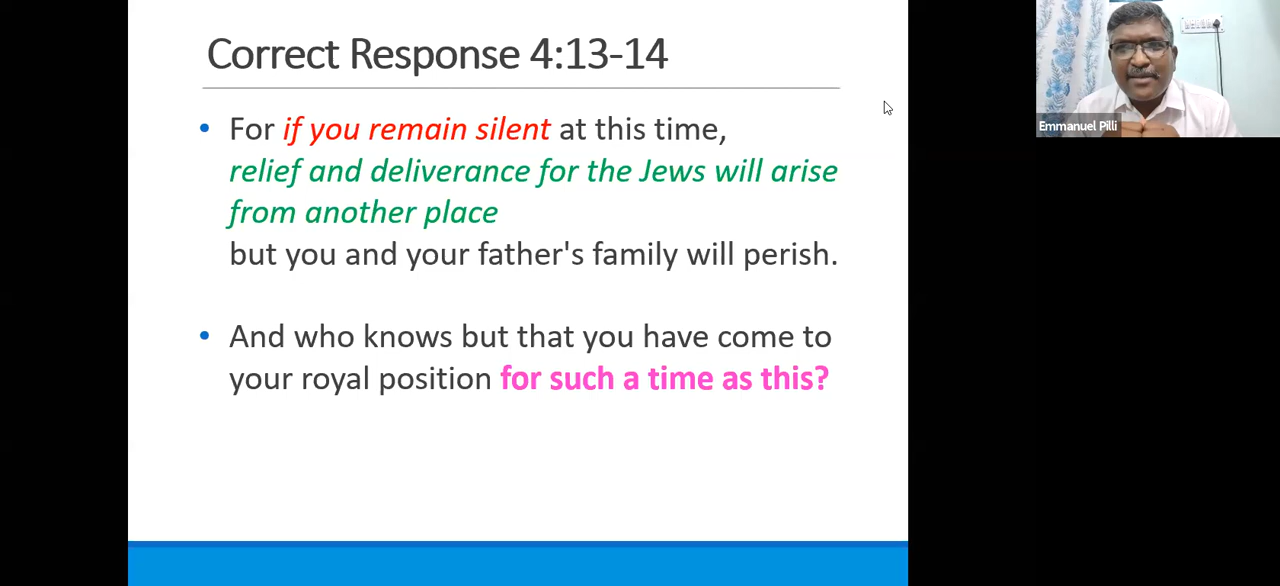 Correct Response 4:13-14
• For if you remain silent at this time,
relief and deliverance for the Jews will arise
from another place
but you and your father's family will perish.
• And who knows but that you have come to
your royal position for such a time as this?
Emmanuel Pilli